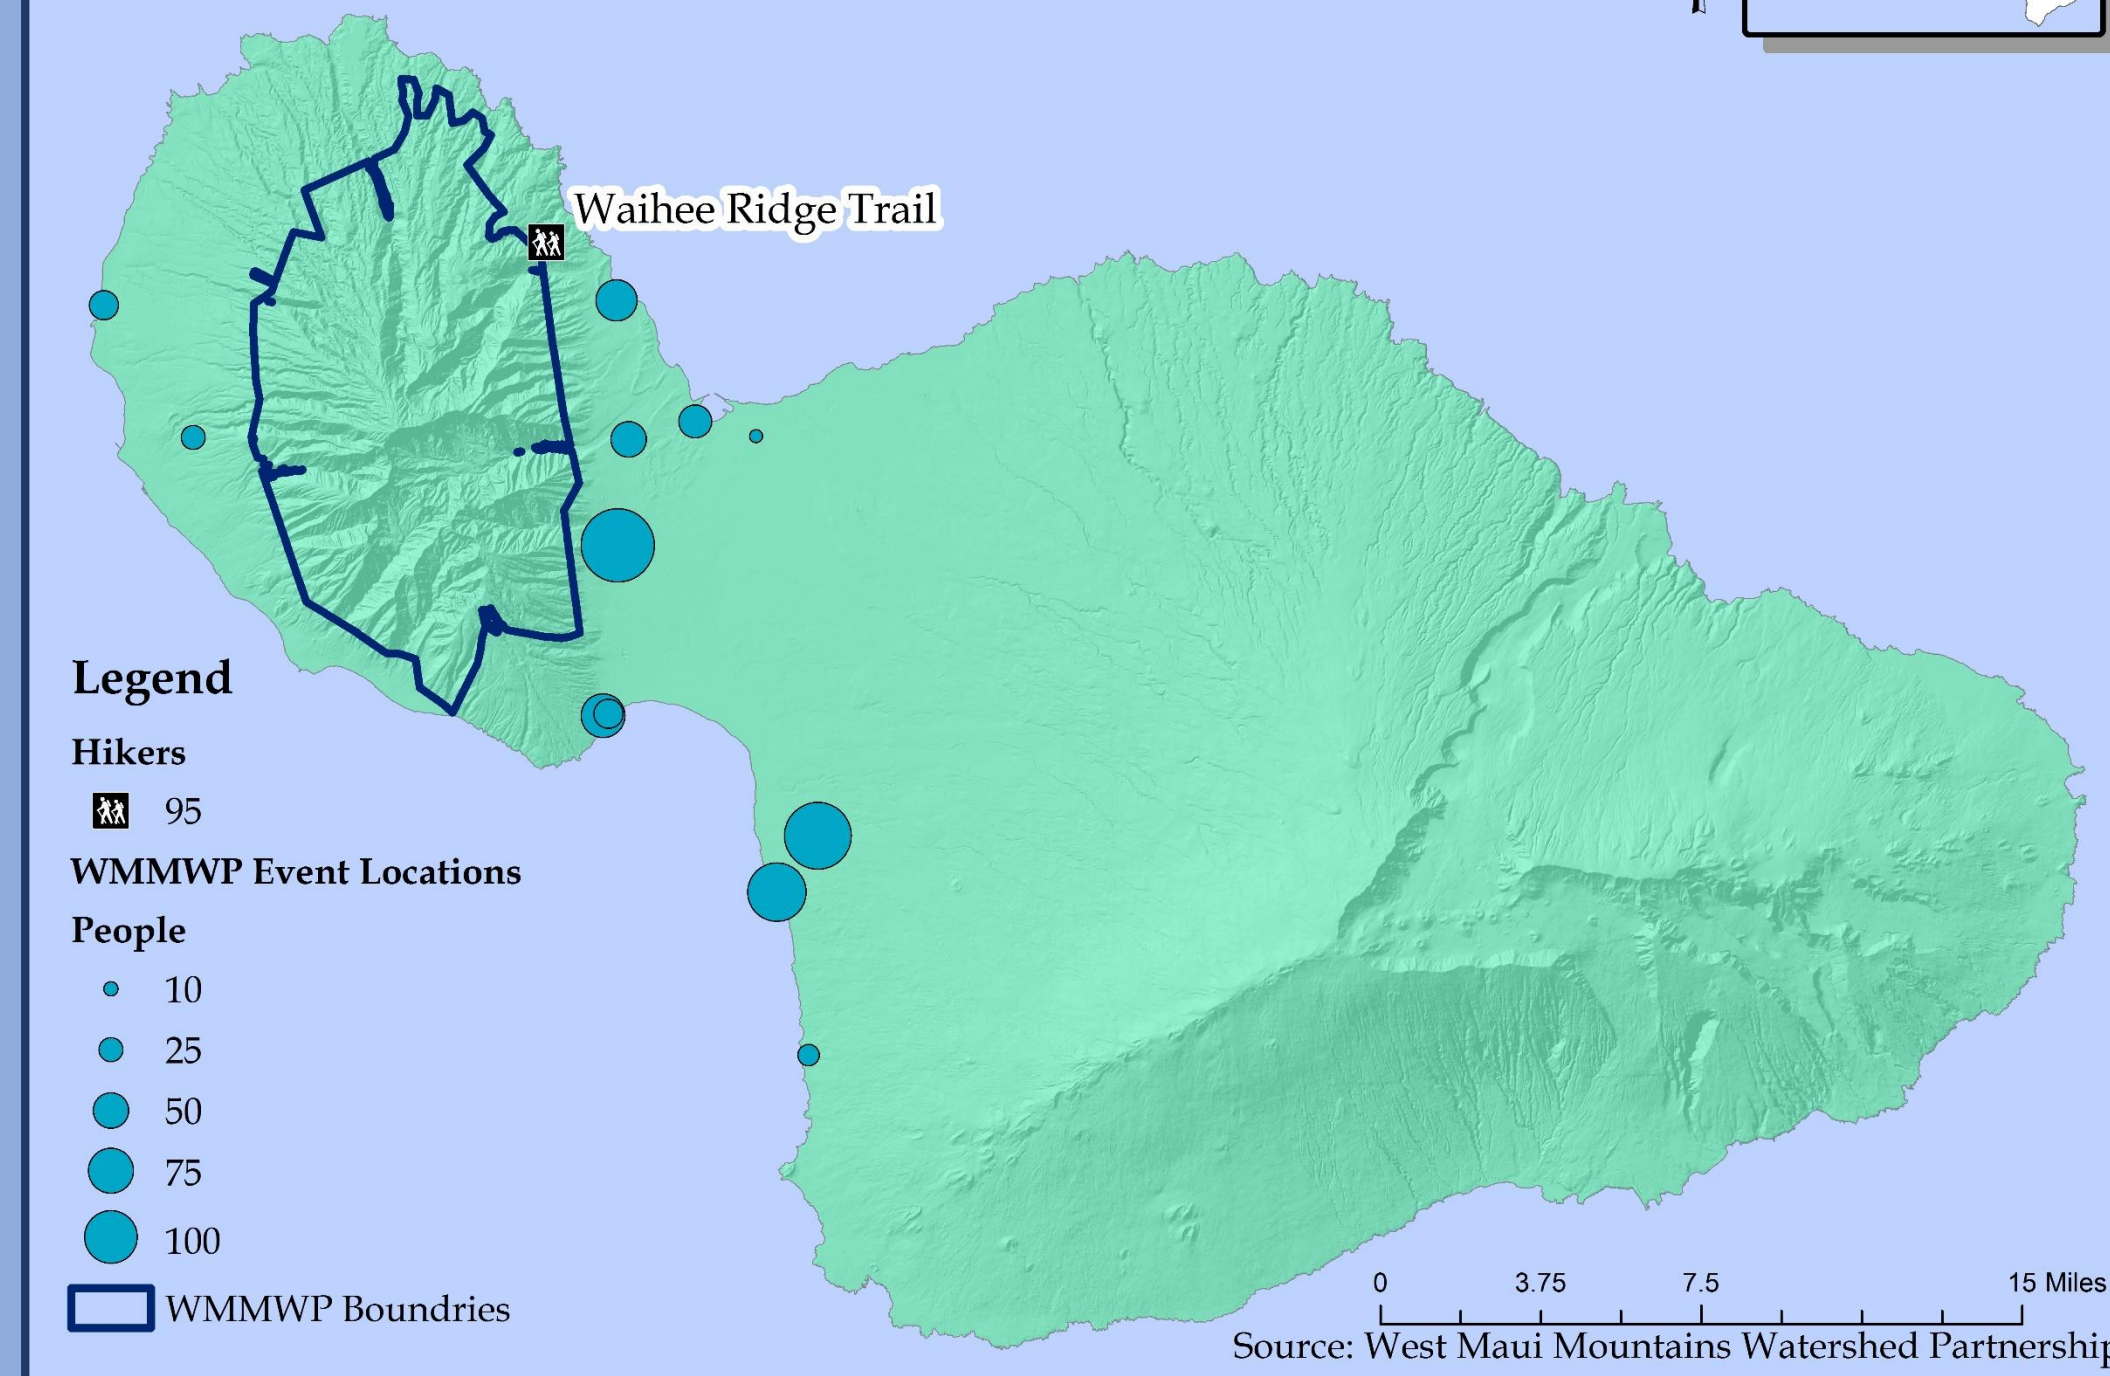 Waihee Ridge Trail
Legend
Hikers
95
WMMWP Event Locations
People
10
25
50
75
100
WMMWP Boundries
0 3.75 7.5 15 Miles
Source: West Maui Mountains Watershed Partnership